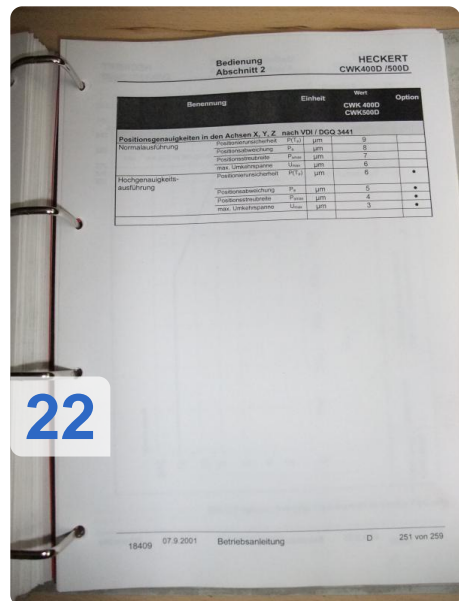 Bedienung HECKERT
Abschnitt 2 CWK400D /500D
Benennung Einheit Wert Option
CWK 400D
CWK500D
Positionsgenauigkeiten in den Achsen X, Y, Z nach VDI / DGQ 3441
Normalausführung Positionierunsicherheit P(Tᵤ) µm 9
Positionsabweichung Pₐ µm 8
Positionsstreubreite Pₛₘₐₓ µm 7
max. Umkehrspanne Uₘₐₓ µm 6
Hochgenauigkeits- Positionierunsicherheit P(Tᵤ) µm 6 •
ausführung
Positionsabweichung Pₐ µm 5 •
Positionsstreubreite Pₛₘₐₓ µm 4 •
max. Umkehrspanne Uₘₐₓ µm 3 •
22
18409 07.9.2001 Betriebsanleitung D 251 von 259